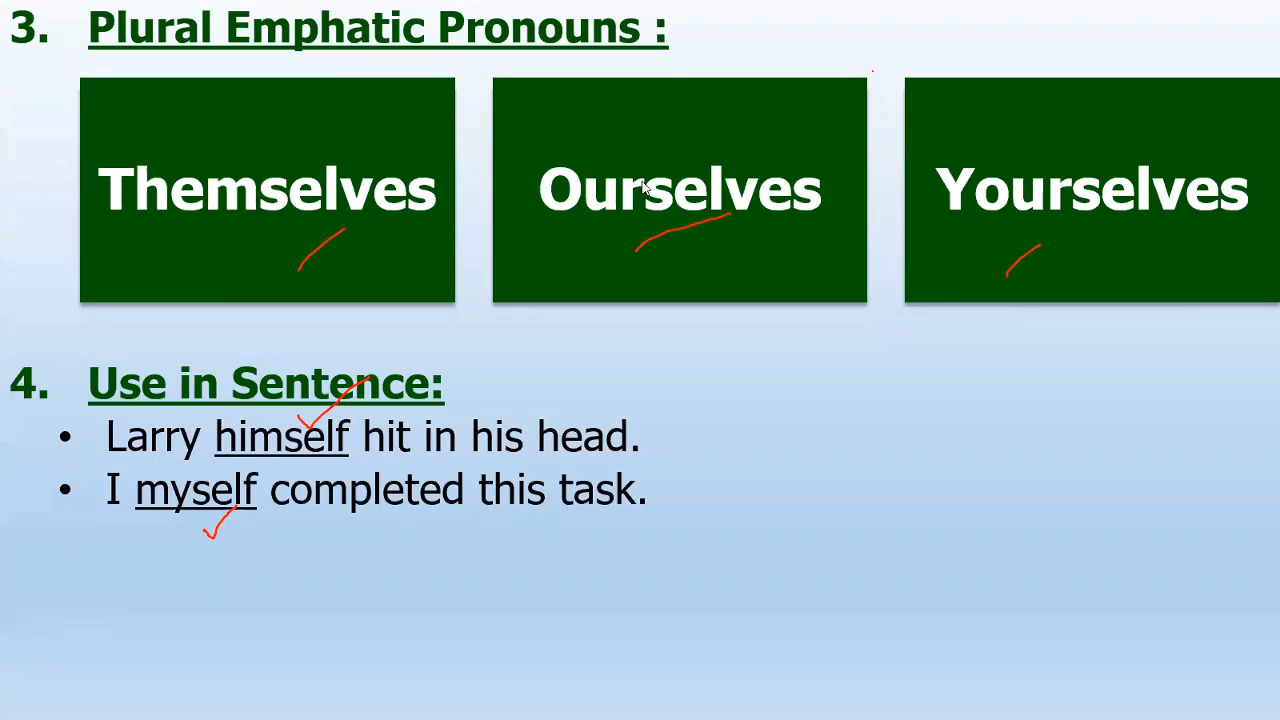 3. Plural Emphatic Pronouns :
Themselves
Ourselves
Yourselves
4. Use in Sentence:
• Larry himself hit in his head.
• I myself completed this task.